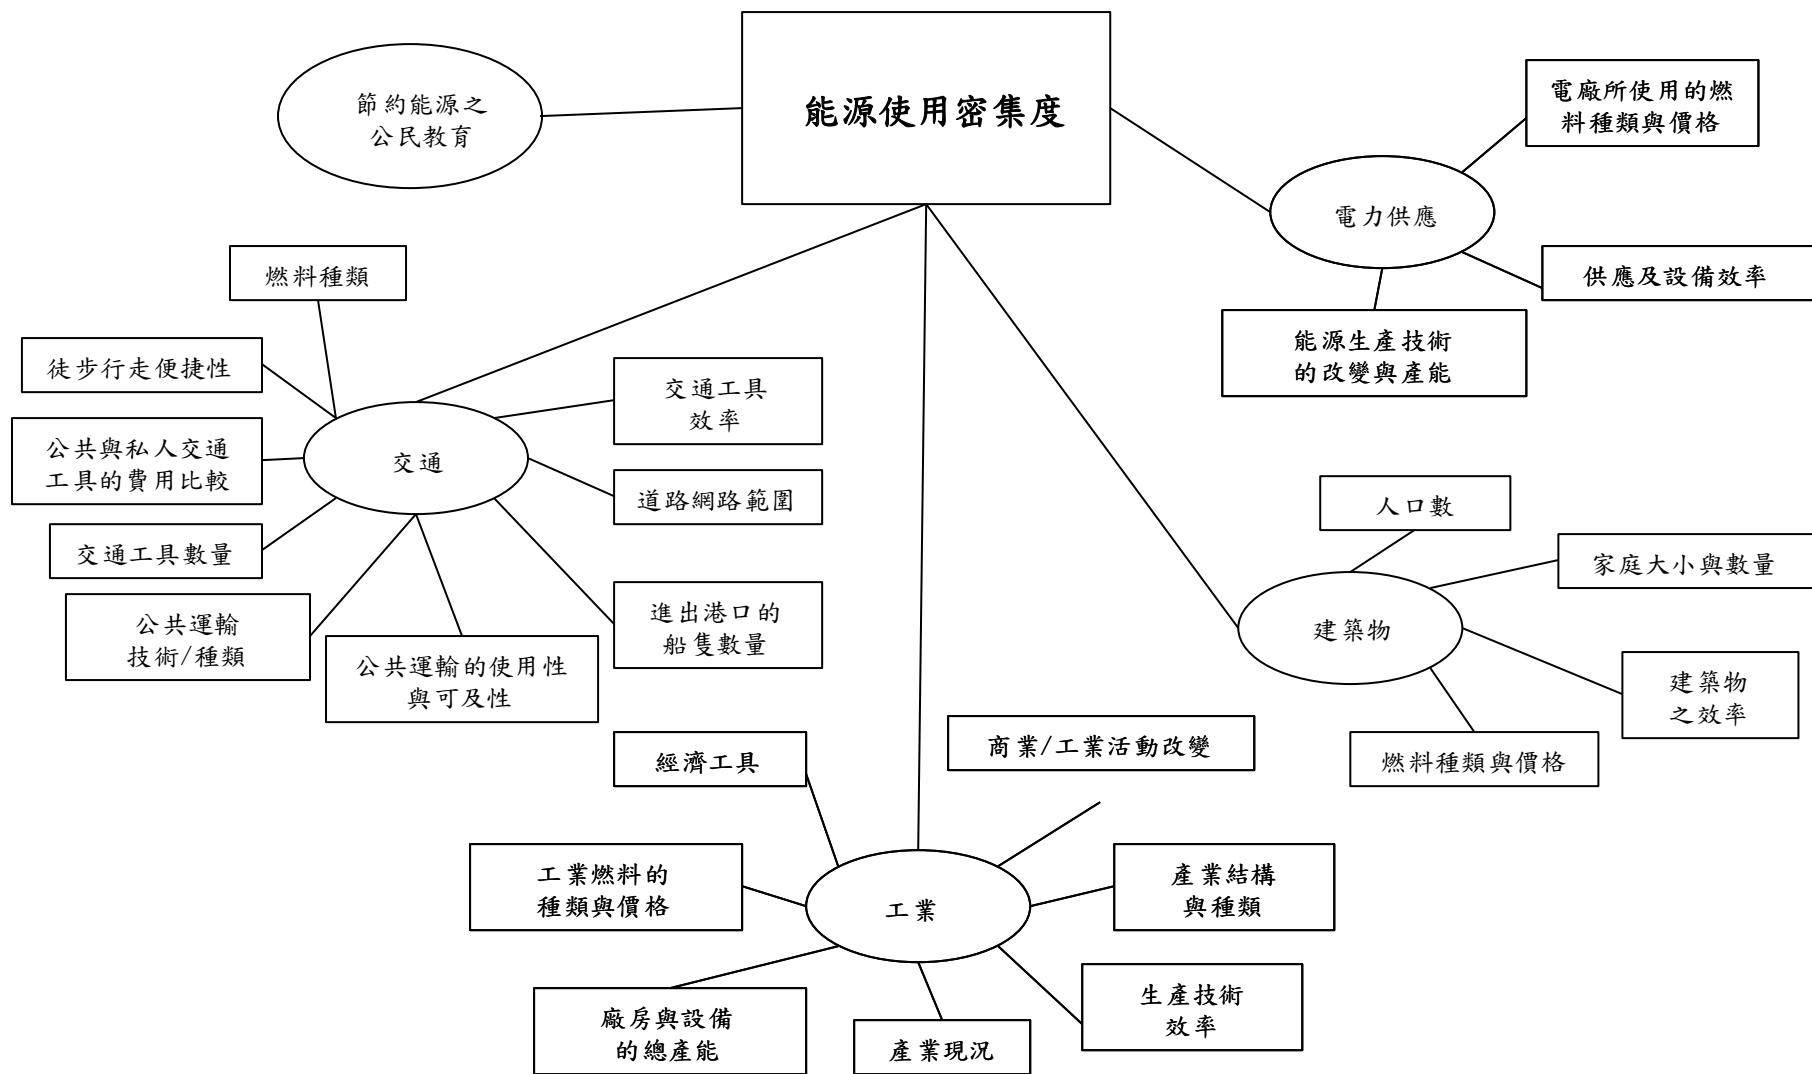 能源使用密集度
節約能源之
公民教育
電廠所使用的燃
料種類與價格
電力供應
供應及設備效率
能源生產技術
的改變與產能
燃料種類
徒步行走便捷性
公共與私人交通
工具的費用比較
交通工具數量
公共運輸
技術/種類
交通
交通工具
效率
道路網路範圍
進出港口的
船隻數量
公共運輸的使用性
與可及性
人口數
家庭大小與數量
建築物
建築物
之效率
燃料種類與價格
商業/工業活動改變
經濟工具
工業燃料的
種類與價格
工業
產業結構
與種類
生產技術
效率
廠房與設備
的總產能
產業現況